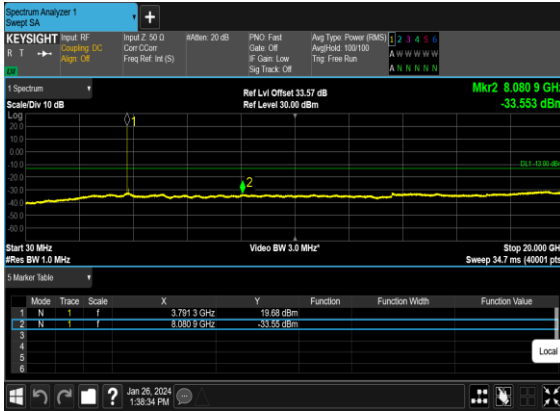 Spectrum Analyzer 1
Swept SA
+
KEYSIGHT
R T
Input: RF
Coupling: DC
Align: Off
Input Z: 50 Ω
Corr CCorr
Freq Ref: Int (S)
#Atten: 20 dB
PNO: Fast
Gate: Off
IF Gain: Low
Sig Track: Off
Avg Type: Power (RMS)
Avg|Hold: 100/100
Trig: Free Run
1 2 3 4 5 6
A W W W W W
A N N N N N
1 Spectrum
Scale/Div 10 dB
Ref Lvl Offset 33.57 dB
Ref Level 30.00 dBm
Mkr2 8.080 9 GHz
-33.553 dBm
Log
20.0
10.0
0.00
-10.0
-20.0
-30.0
-40.0
-50.0
-60.0
1
2
DL1 -13.00 dBm
Start 30 MHz
#Res BW 1.0 MHz
Video BW 3.0 MHz*
Stop 20.000 GHz
Sweep 34.7 ms (40001 pts)
5 Marker Table
Mode Trace Scale X Y Function Function Width Function Value
1 N 1 f 3.791 3 GHz 19.68 dBm
2 N 1 f 8.080 9 GHz -33.55 dBm
3
4
5
6
Local
?
Jan 26, 2024
1:38:34 PM